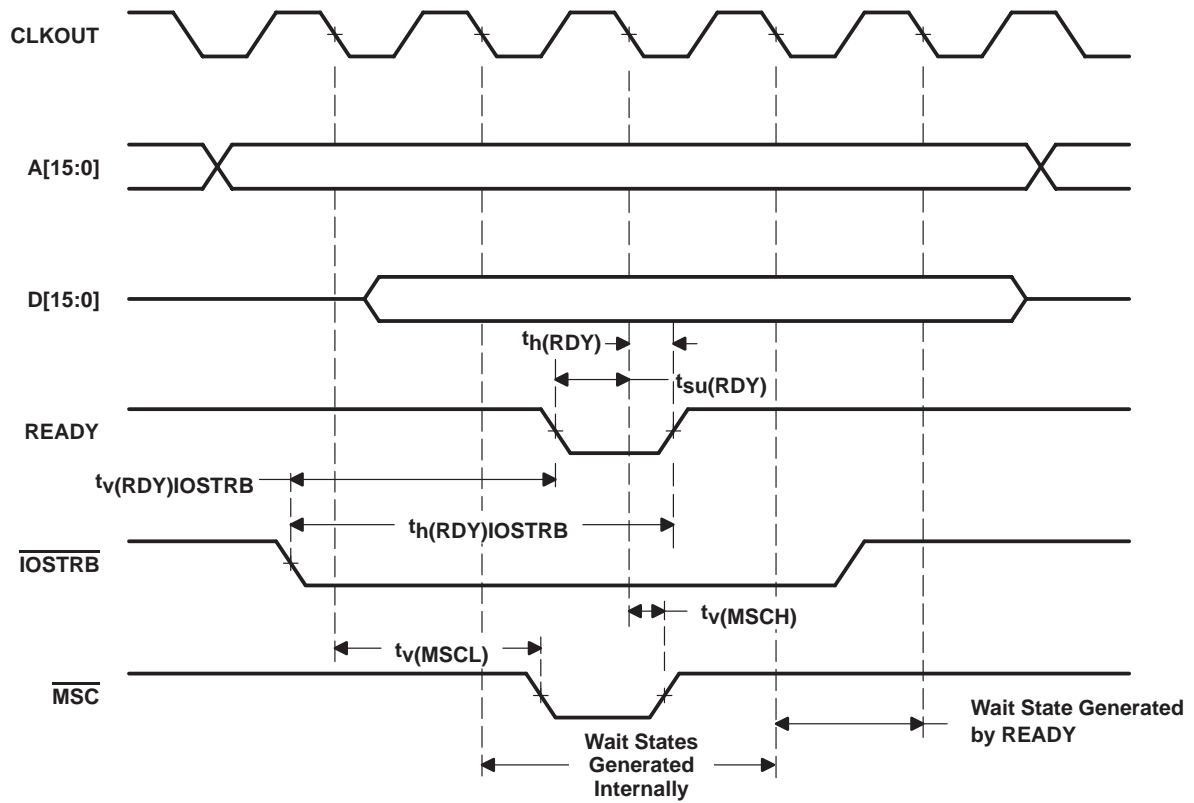 CLKOUT
A[15:0]
D[15:0]
th(RDY)
tsu(RDY)
READY
tv(RDY)IOSTRB
th(RDY)IOSTRB
IOSTRB
tv(MSCH)
tv(MSCL)
MSC
Wait State Generated
by READY
Wait States
Generated
Internally